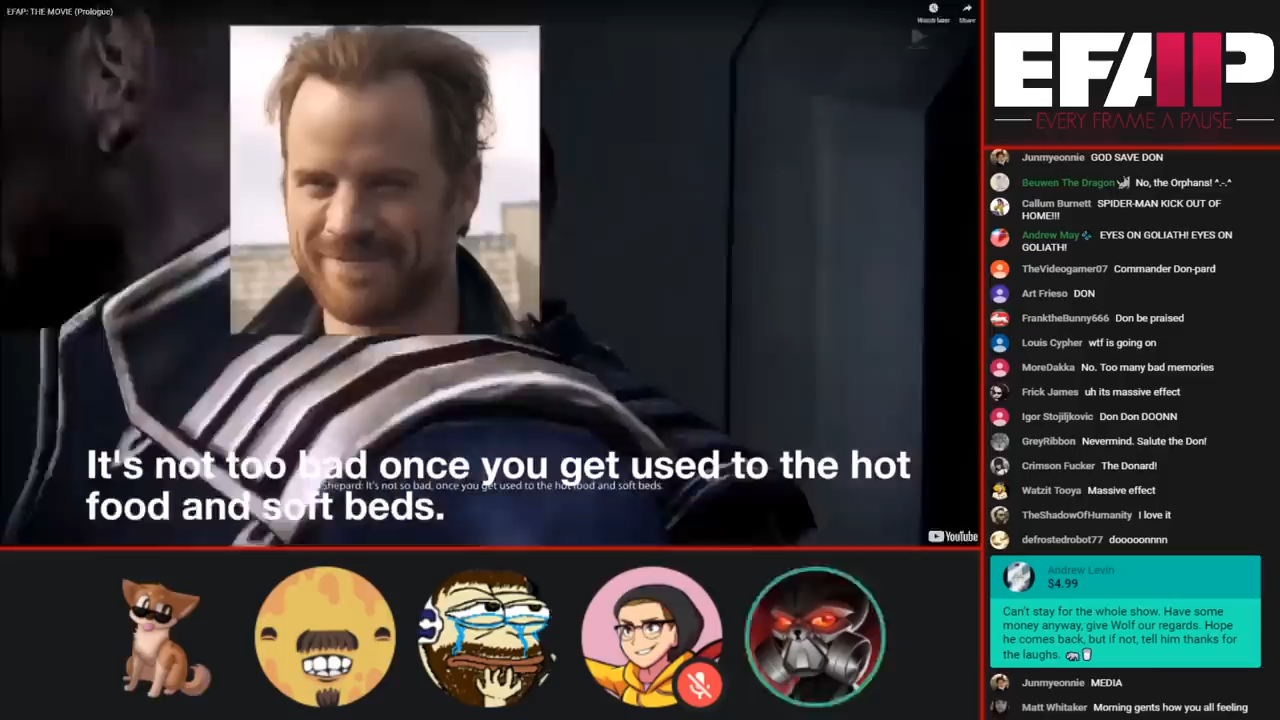 EFAP: THE MOVIE (Prologue)
Watch later
Share
It's not too bad once you get used to the hot
food and soft beds.
Shepard: It's not so bad, once you get used to the hot food and soft beds.
YouTube
EFAP
EVERY FRAME A PAUSE
Junmyeonnie GOD SAVE DON
Beuwen The Dragon No, the Orphans! ^.-.^
Callum Burnett SPIDER-MAN KICK OUT OF
HOME!!!
Andrew May EYES ON GOLIATH! EYES ON
GOLIATH!
TheVideogamer07 Commander Don-pard
Art Frieso DON
FranktheBunny666 Don be praised
Louis Cypher wtf is going on
MoreDakka No. Too many bad memories
Frick James uh its massive effect
Igor Stojiljkovic Don Don DOONN
GreyRibbon Nevermind. Salute the Don!
Crimson Fucker The Donard!
Watzit Tooya Massive effect
TheShadowOfHumanity I love it
defrostedrobot77 dooooonnnn
Andrew Levin
$4.99
Can't stay for the whole show. Have some
money anyway, give Wolf our regards. Hope
he comes back, but if not, tell him thanks for
the laughs.
Junmyeonnie MEDIA
Matt Whitaker Morning gents how you all feeling